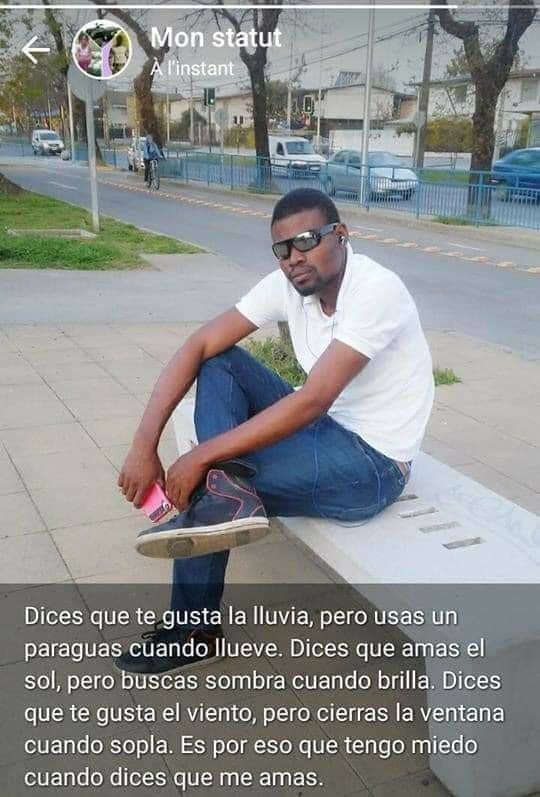 Mon statut
À l'instant
Dices que te gusta la lluvia, pero usas un
paraguas cuando llueve. Dices que amas el
sol, pero buscas sombra cuando brilla. Dices
que te gusta el viento, pero cierras la ventana
cuando sopla. Es por eso que tengo miedo
cuando dices que me amas.